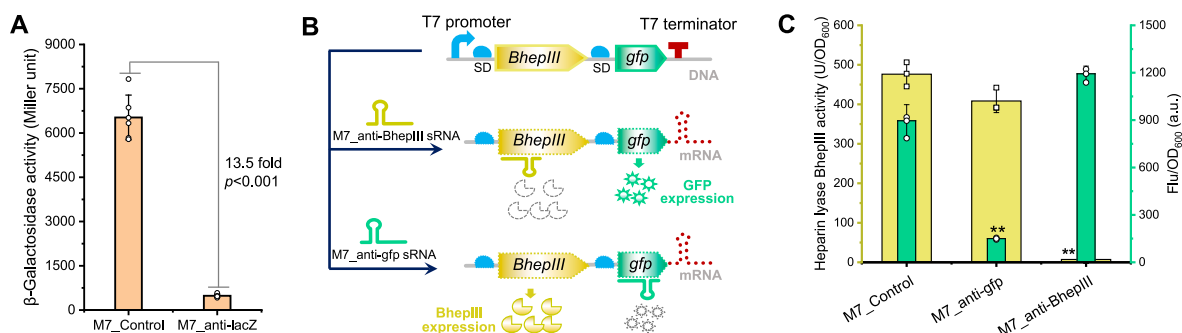 A
β-Galactosidase activity (Miller unit)
9000
7500
6000
4500
3000
1500
0
13.5 fold
p<0.001
M7_Control
M7_anti-lacZ
B
T7 promoter
T7 terminator
BhepIII
gfp
SD
SD
DNA
M7_anti-BhepIII sRNA
BhepIII
gfp
mRNA
GFP
expression
M7_anti-gfp sRNA
BhepIII
gfp
mRNA
BhepIII
expression
C
Heparin lyase BhepIII activity (U/OD600)
600
500
400
300
200
100
0
**
**
1500
1200
900
600
300
0
Flu/OD600 (a.u.)
M7_Control
M7_anti-gfp
M7_anti-BhepIII